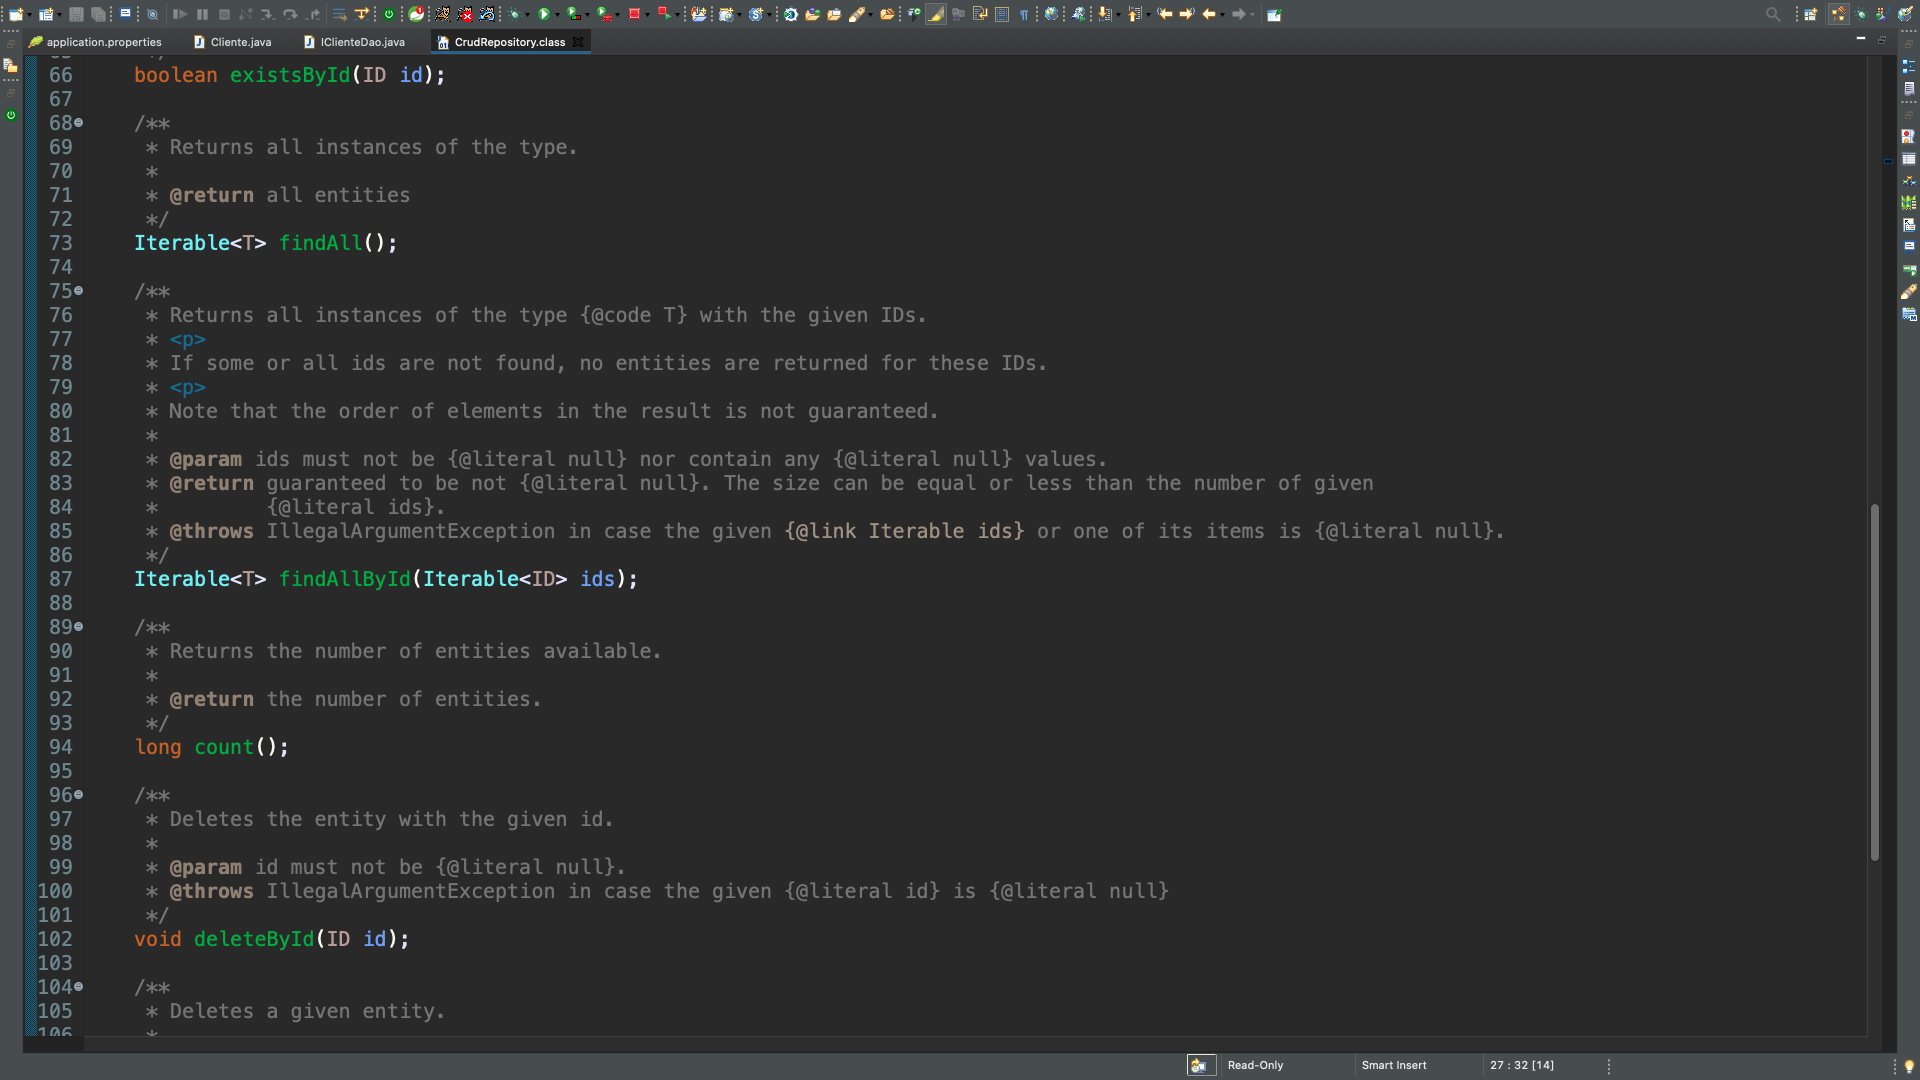 application.properties Cliente.java IClienteDao.java CrudRepository.class
66 boolean existsById(ID id);
67
68 /**
69 * Returns all instances of the type.
70 *
71 * @return all entities
72 */
73 Iterable<T> findAll();
74
75 /**
76 * Returns all instances of the type {@code T} with the given IDs.
77 * <p>
78 * If some or all ids are not found, no entities are returned for these IDs.
79 * <p>
80 * Note that the order of elements in the result is not guaranteed.
81 *
82 * @param ids must not be {@literal null} nor contain any {@literal null} values.
83 * @return guaranteed to be not {@literal null}. The size can be equal or less than the number of given
84 * {@literal ids}.
85 * @throws IllegalArgumentException in case the given {@link Iterable ids} or one of its items is {@literal null}.
86 */
87 Iterable<T> findAllById(Iterable<ID> ids);
88
89 /**
90 * Returns the number of entities available.
91 *
92 * @return the number of entities.
93 */
94 long count();
95
96 /**
97 * Deletes the entity with the given id.
98 *
99 * @param id must not be {@literal null}.
100 * @throws IllegalArgumentException in case the given {@literal id} is {@literal null}
101 */
102 void deleteById(ID id);
103
104 /**
105 * Deletes a given entity.
106 *
Read-Only Smart Insert 27 : 32 [14]